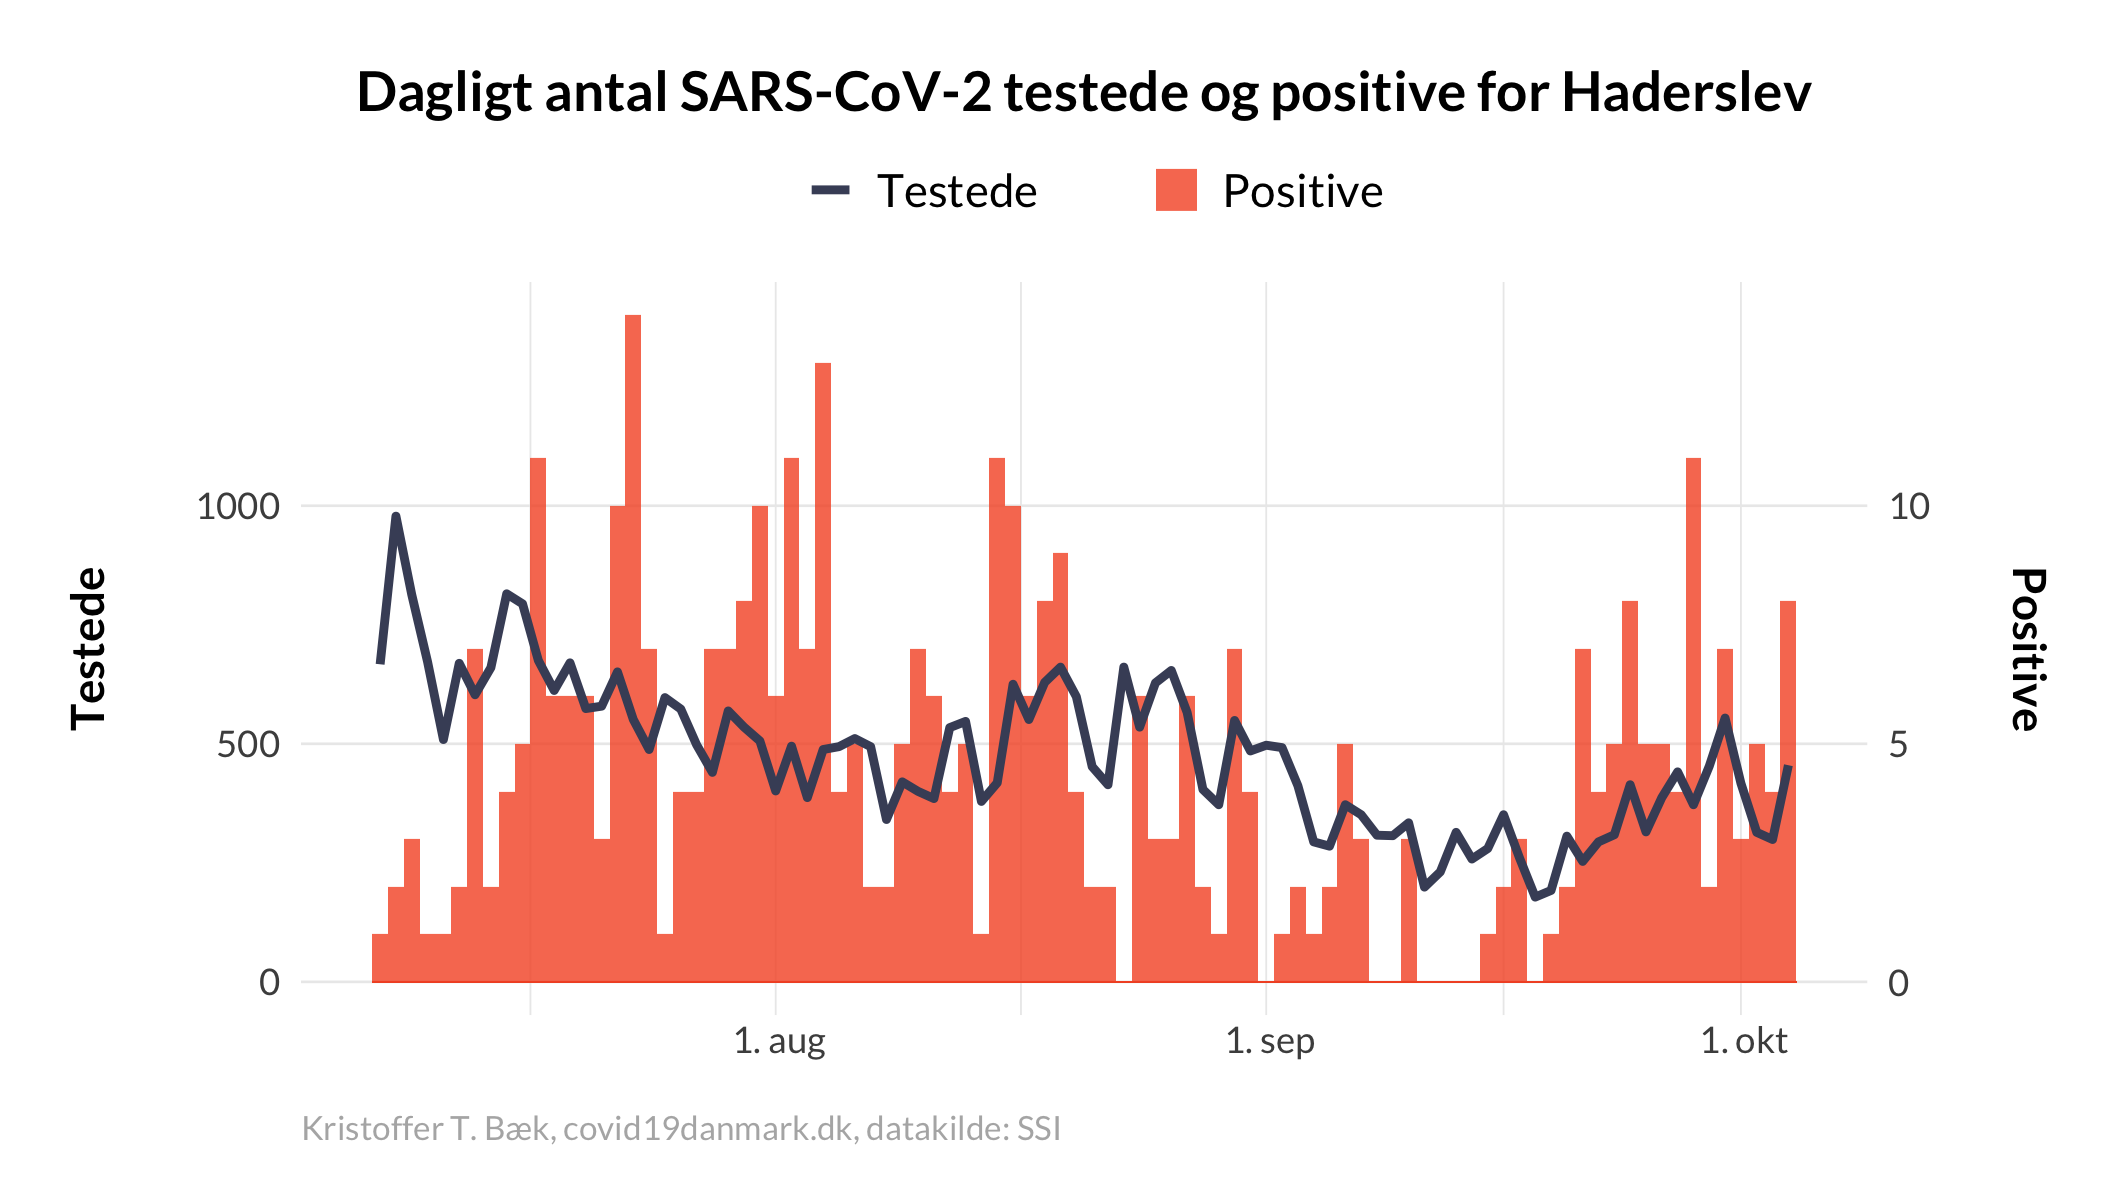 Dagligt antal SARS-CoV-2 testede og positive for Haderslev
Testede
Positive
1000
500
0
Testede
10
5
0
Positive
1. aug
1. sep
1. okt
Kristoffer T. Bæk, covid19danmark.dk, datakilde: SSI